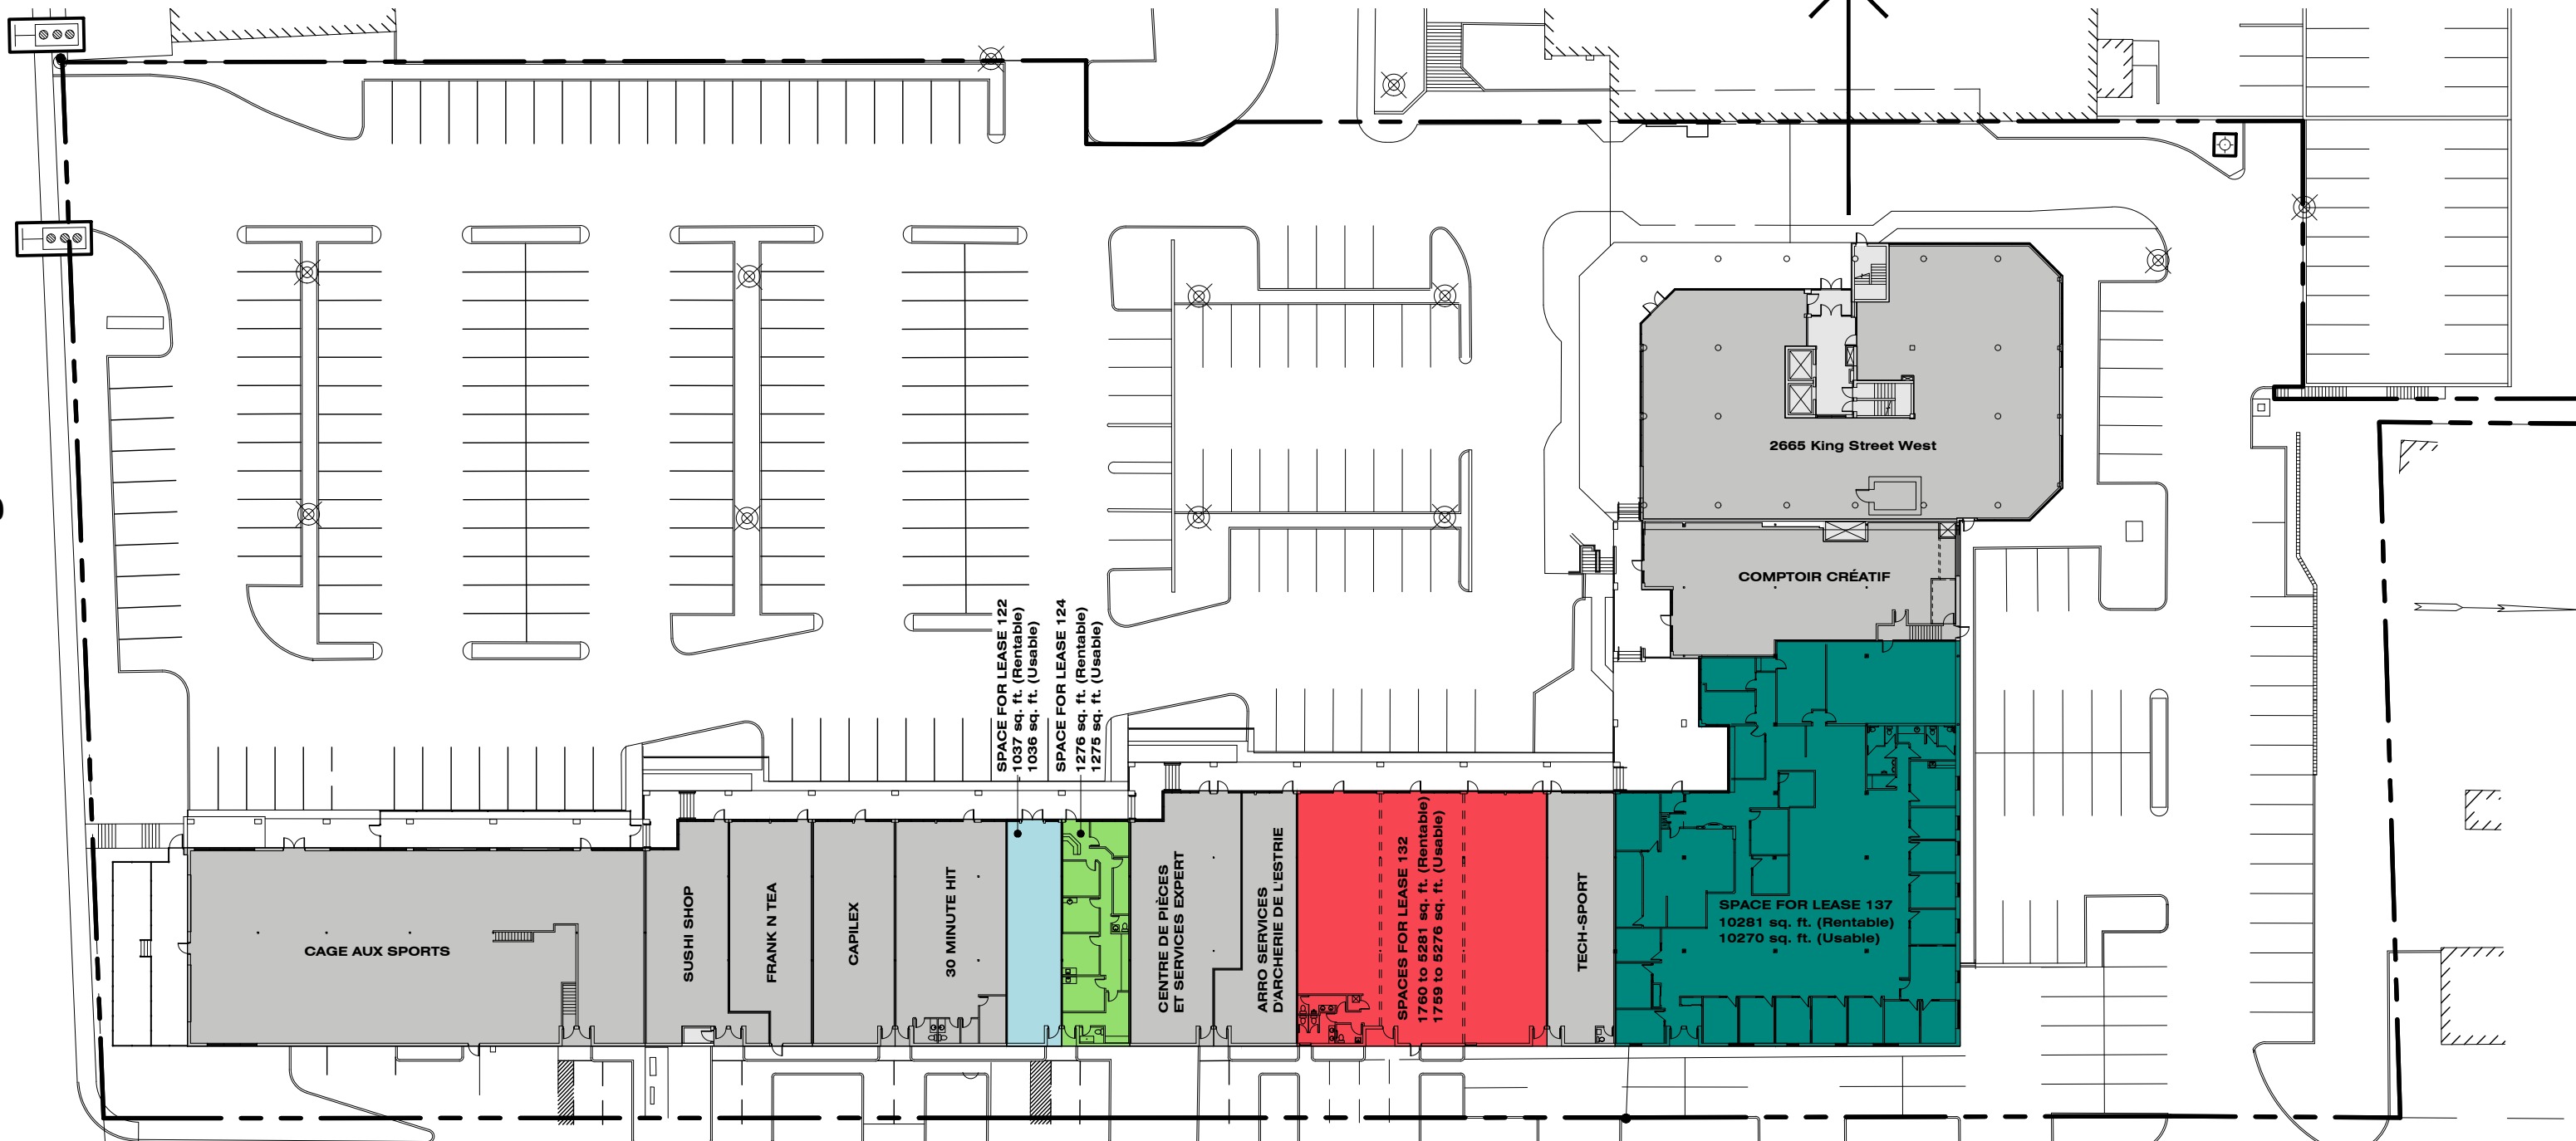 2665 King Street West
COMPTOIR CRÉATIF
SPACE FOR LEASE 122
1037 sq. ft. (Rentable)
1036 sq. ft. (Usable)
SPACE FOR LEASE 124
1276 sq. ft. (Rentable)
1275 sq. ft. (Usable)
CAGE AUX SPORTS
SUSHI SHOP
FRANK N TEA
CAPILEX
30 MINUTE HIT
CENTRE DE PIÈCES
ET SERVICES EXPERT
ARRO SERVICES
D'ARCHERIE DE L'ESTRIE
SPACES FOR LEASE 132
1760 to 5281 sq. ft. (Rentable)
1759 to 5276 sq. ft. (Usable)
TECH-SPORT
SPACE FOR LEASE 137
10281 sq. ft. (Rentable)
10270 sq. ft. (Usable)